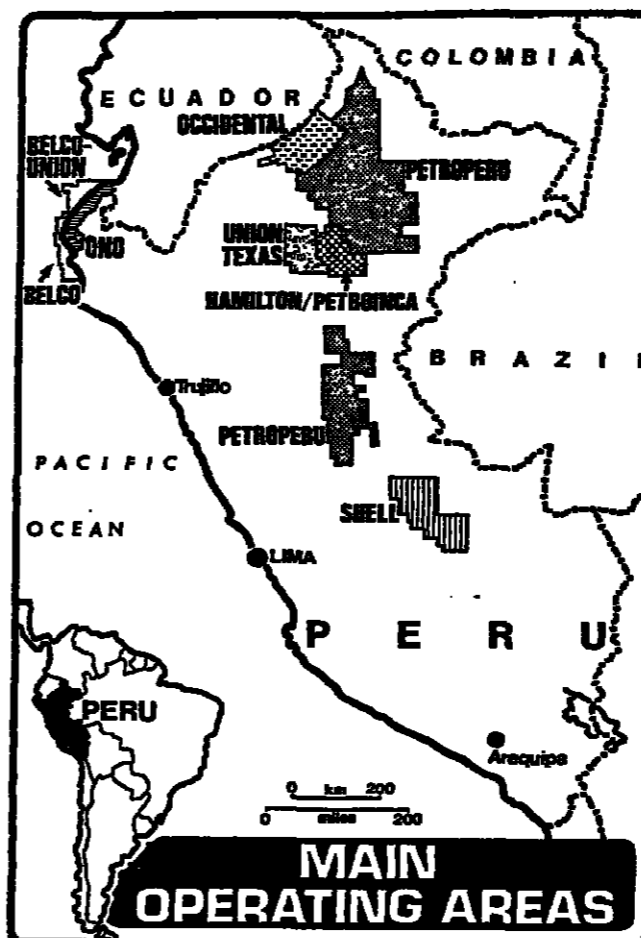 COLOMBIA
ECUADOR
OCCIDENTAL
BELCO-
UNION
PETROPERU
ONO
UNION
TEXAS
BELCO
HAMILTON/PETROINCA
BRAZIL
Trujillo
PETROPERU
PACIFIC
OCEAN
SHELL
LIMA
PERU
PERU
Arequipa
0 km 200
0 miles 200
MAIN
OPERATING AREAS